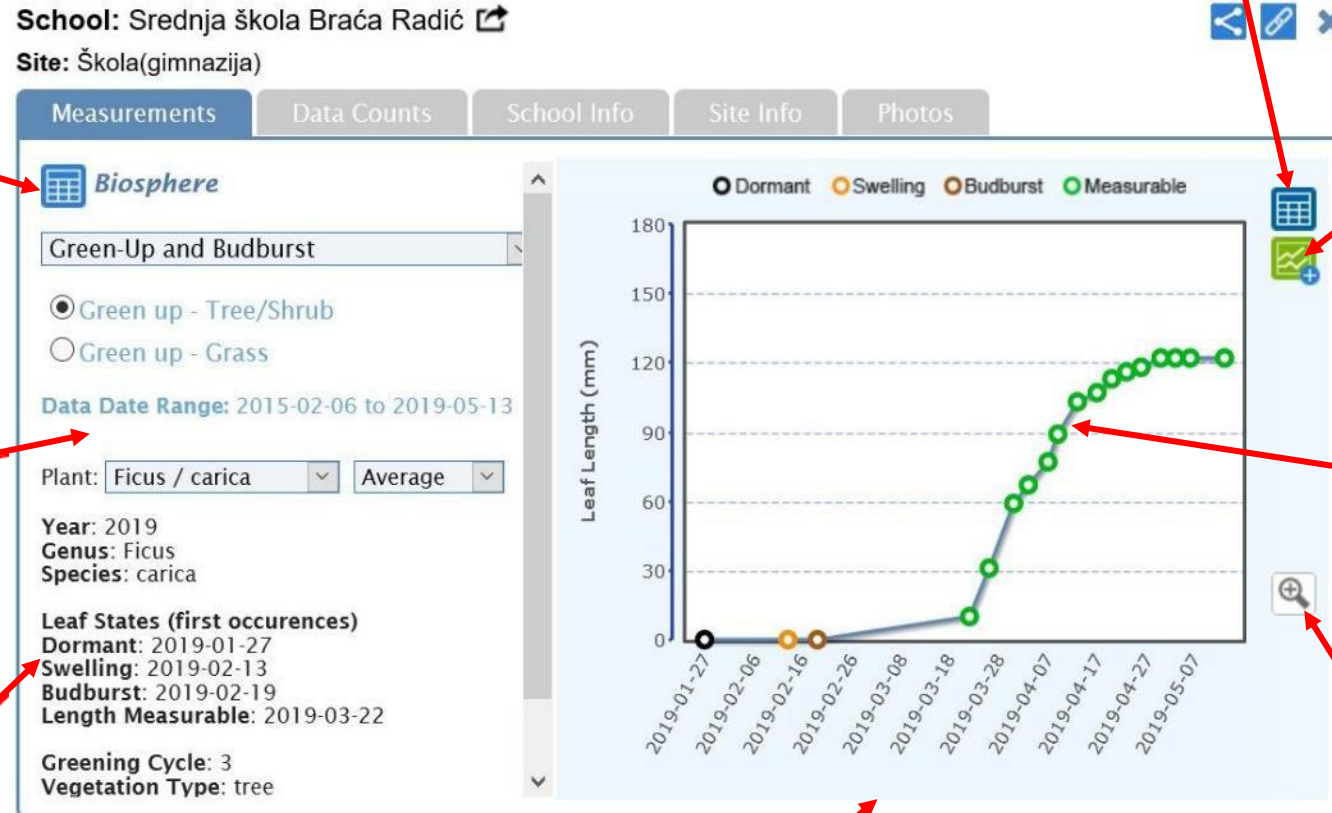 School: Srednja škola Braća Radić
Site: Škola(gimnazija)
Measurements
Data Counts
School Info
Site Info
Photos
Biosphere
Green-Up and Budburst
Green up - Tree/Shrub
Green up - Grass
Data Date Range: 2015-02-06 to 2019-05-13
Plant: Ficus / carica
Average
Year: 2019
Genus: Ficus
Species: carica
Leaf States (first occurences)
Dormant: 2019-01-27
Swelling: 2019-02-13
Budburst: 2019-02-19
Length Measurable: 2019-03-22
Greening Cycle: 3
Vegetation Type: tree
Dormant
Swelling
Budburst
Measurable
Leaf Length (mm)
180
150
120
90
60
30
0
2019-01-27
2019-02-06
2019-02-16
2019-02-26
2019-03-08
2019-03-18
2019-03-28
2019-04-07
2019-04-17
2019-04-27
2019-05-07